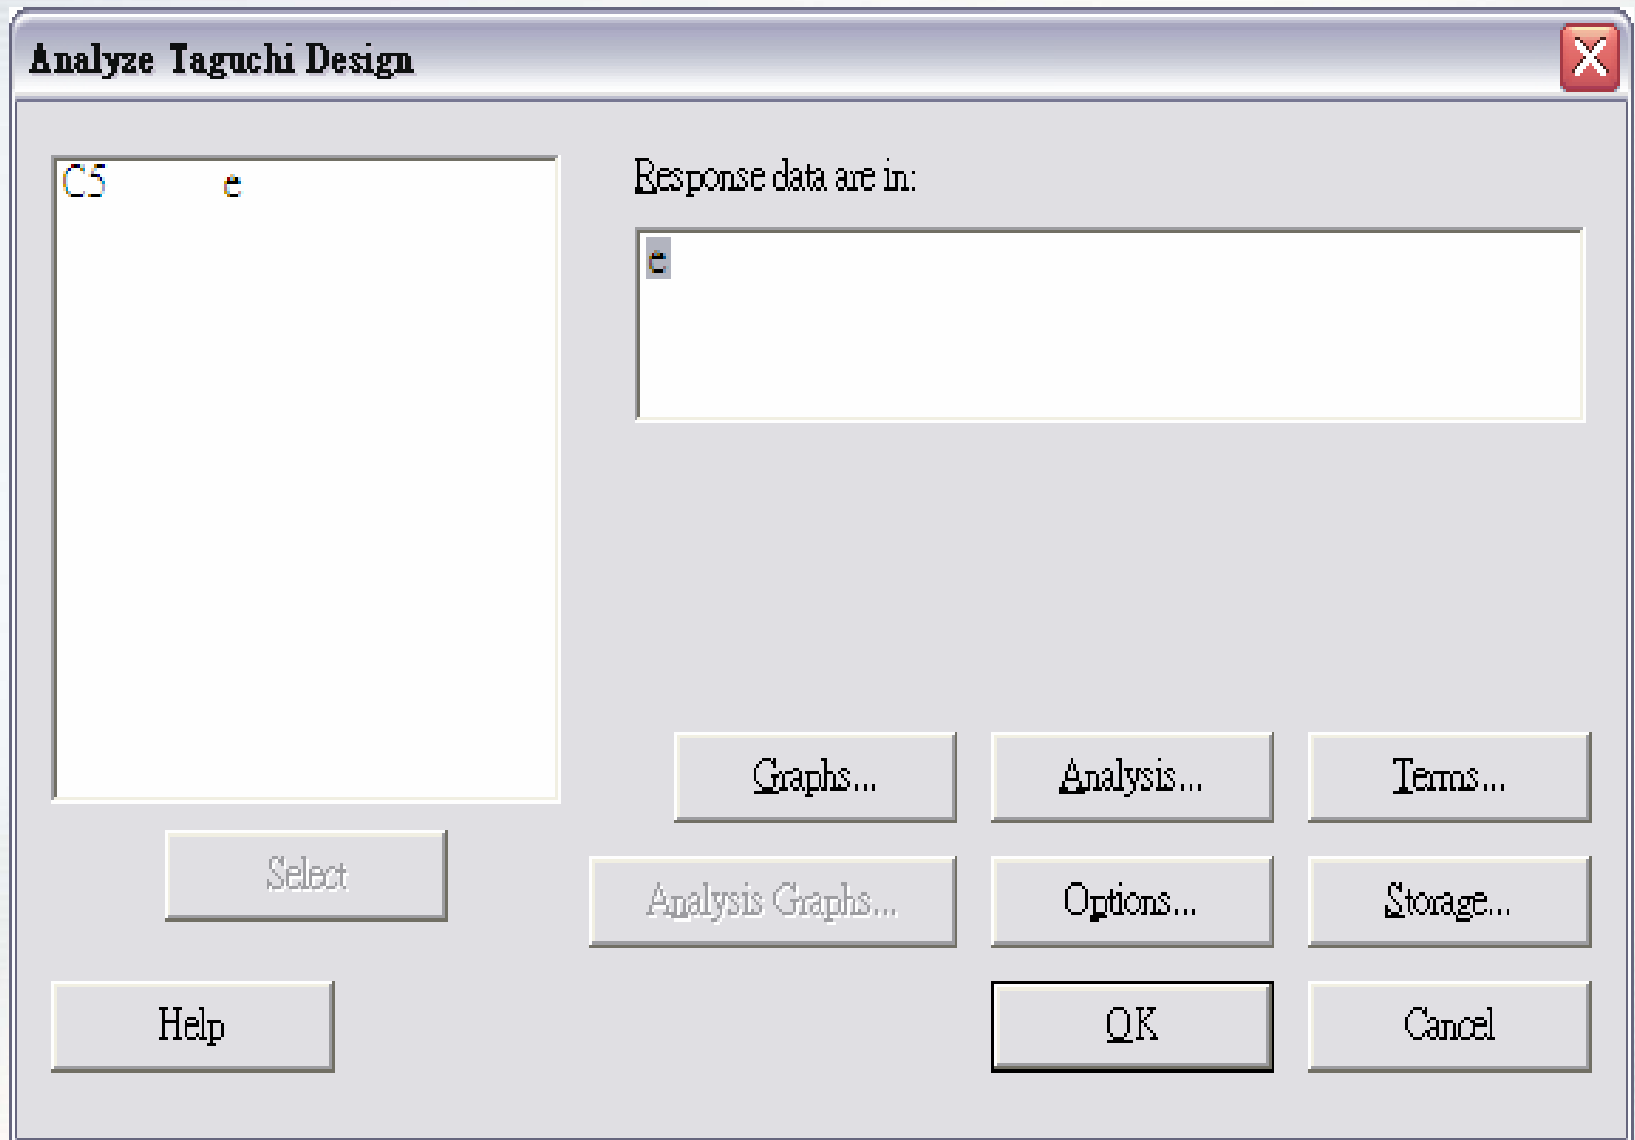 Analyze Taguchi Design
C5 e
Response data are in:
e
Graphs... Analysis... Terms...
Select
Analysis Graphs... Options... Storage...
Help OK Cancel